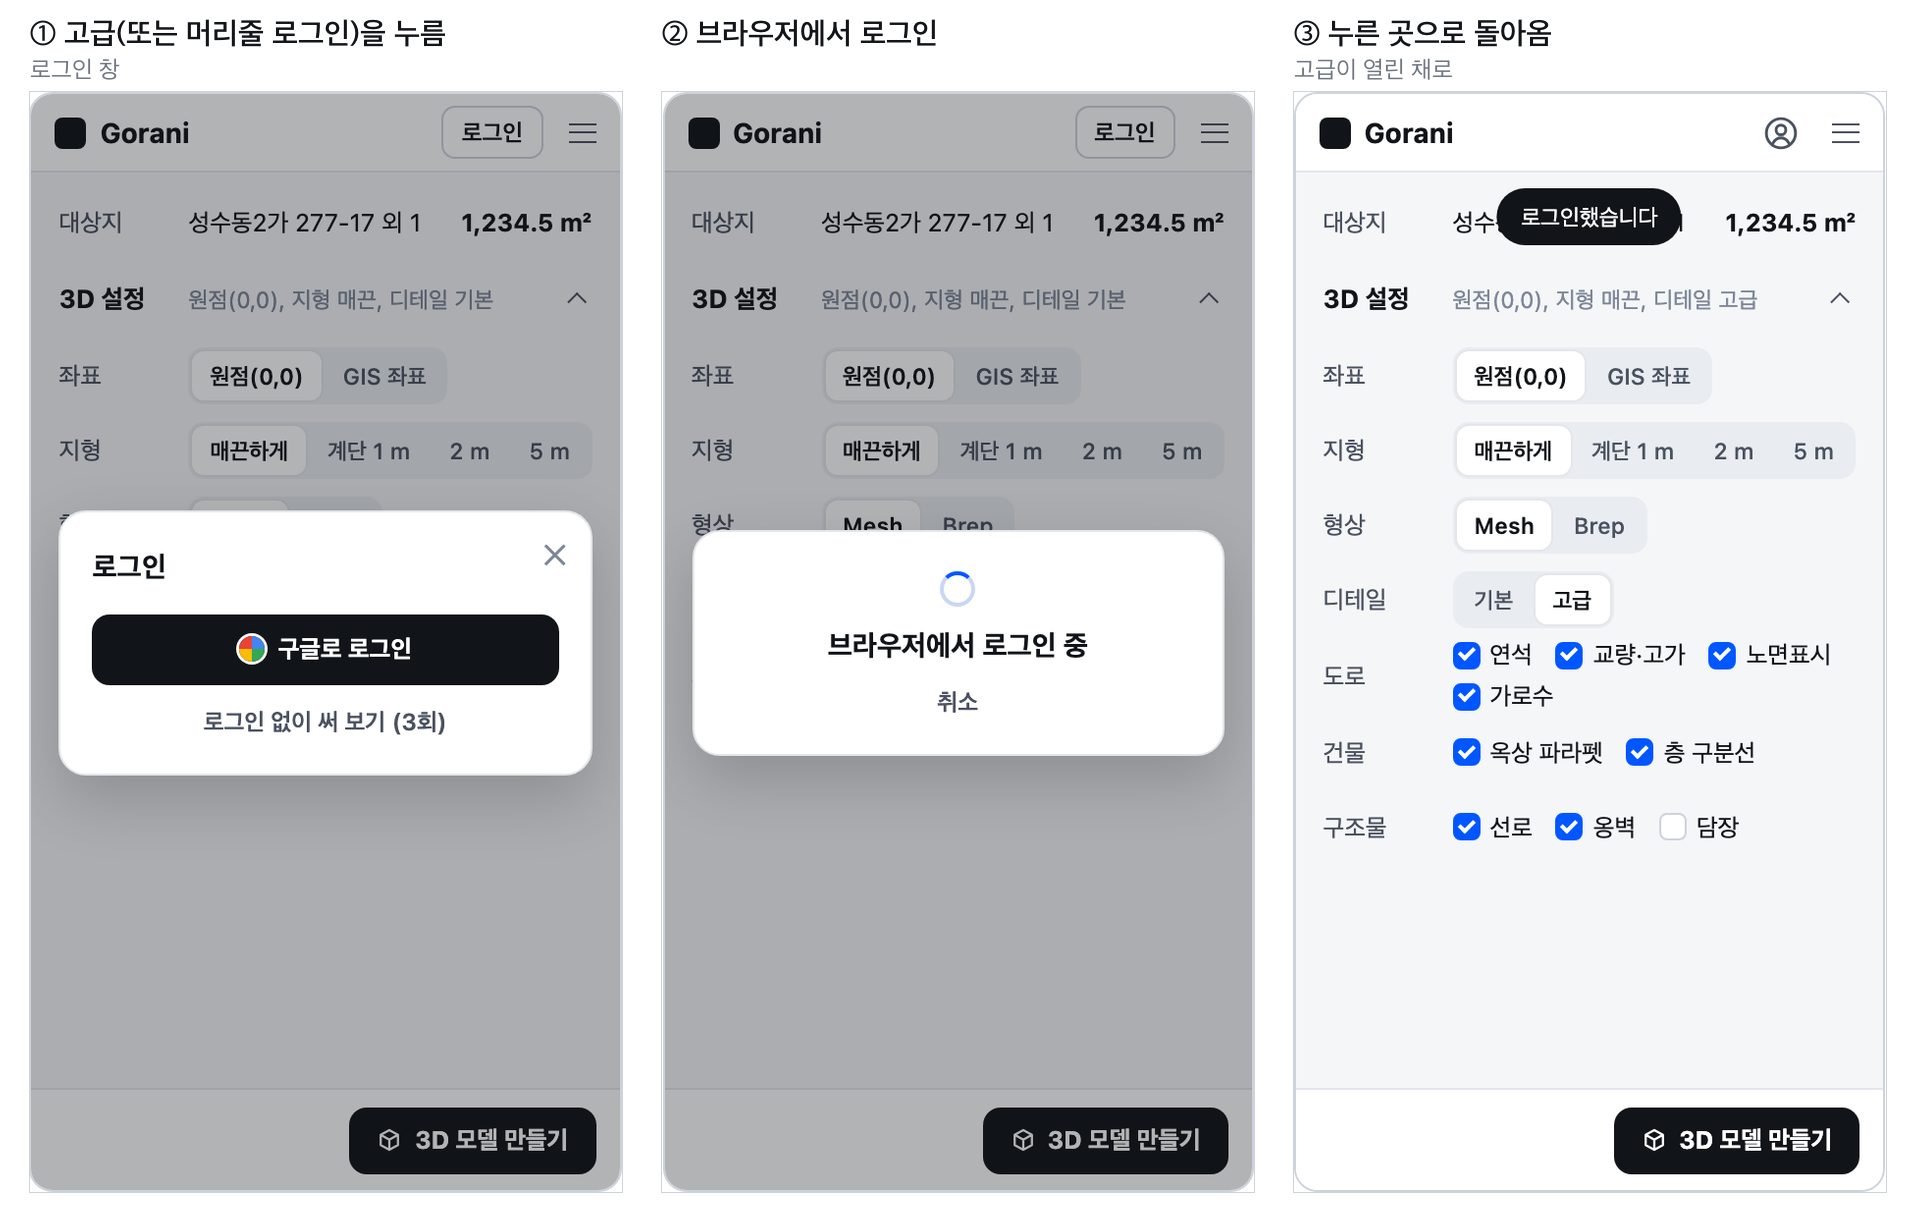 ① 고급(또는 머리줄 로그인)을 누름
로그인 창
Gorani 로그인
대상지 성수동2가 277-17 외 1 1,234.5 m²
3D 설정 원점(0,0), 지형 매끈, 디테일 기본
좌표 원점(0,0) GIS 좌표
지형 매끈하게 계단 1 m 2 m 5 m
로그인
구글로 로그인
로그인 없이 써 보기 (3회)
3D 모델 만들기
② 브라우저에서 로그인
Gorani 로그인
대상지 성수동2가 277-17 외 1 1,234.5 m²
3D 설정 원점(0,0), 지형 매끈, 디테일 기본
좌표 원점(0,0) GIS 좌표
지형 매끈하게 계단 1 m 2 m 5 m
형상 Mesh Brep
브라우저에서 로그인 중
취소
3D 모델 만들기
③ 누른 곳으로 돌아옴
고급이 열린 채로
Gorani
로그인했습니다
대상지 1,234.5 m²
3D 설정 원점(0,0), 지형 매끈, 디테일 고급
좌표 원점(0,0) GIS 좌표
지형 매끈하게 계단 1 m 2 m 5 m
형상 Mesh Brep
디테일 기본 고급
도로 연석 교량·고가 노면표시
가로수
건물 옥상 파라펫 층 구분선
구조물 선로 옹벽 담장
3D 모델 만들기